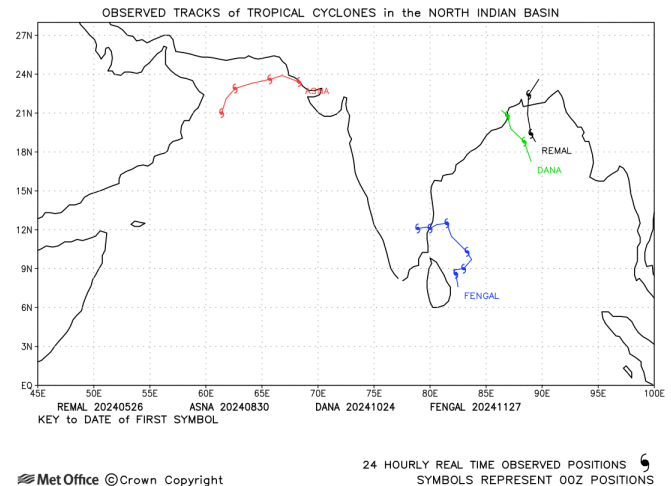 OBSERVED TRACKS of TROPICAL CYCLONES in the NORTH INDIAN BASIN
27N
24N
ASNA
21N
18N
REMAL
DANA
15N
12N
9N
FENGAL
6N
3N
EQ
45E 50E 55E 60E 65E 70E 75E 80E 85E 90E 95E 100E
REMAL 20240526 ASNA 20240830 DANA 20241024 FENGAL 20241127
KEY to DATE of FIRST SYMBOL
24 HOURLY REAL TIME OBSERVED POSITIONS
Met Office ©Crown Copyright SYMBOLS REPRESENT 00Z POSITIONS